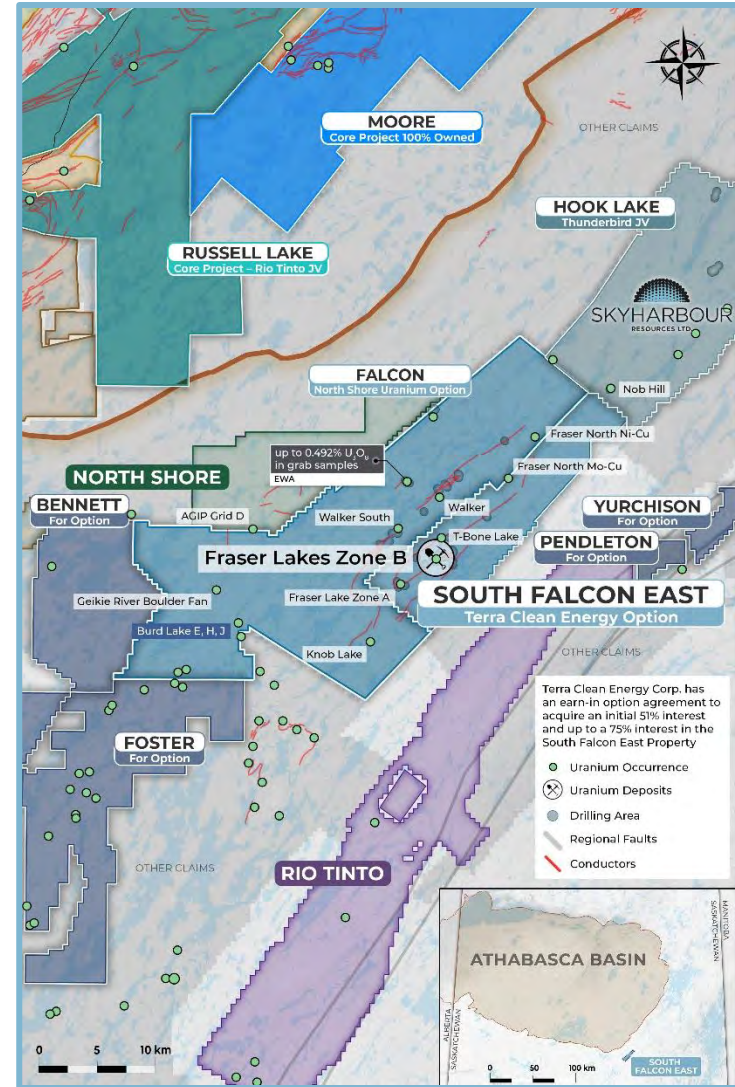 MOORE
Core Project 100% Owned
OTHER CLAIMS
HOOK LAKE
Thunderbird JV
RUSSELL LAKE
Core Project – Rio Tinto JV
SKYHARBOUR
RESOURCES LTD
FALCON
North Shore Uranium Option
Nob Hill
up to 0.492% U3O8
in grab samples
EWA
Fraser North Ni-Cu
NORTH SHORE
Fraser North Mo-Cu
BENNETT
For Option
AGIP Grid D
Walker South
Walker
YURCHISON
For Option
T-Bone Lake
PENDLETON
For Option
Fraser Lakes Zone B
Geikie River Boulder Fan
Fraser Lake Zone A
SOUTH FALCON EAST
Terra Clean Energy Option
Burd Lake E, H, J
Knob Lake
OTHER CLAIMS
Terra Clean Energy Corp. has
an earn-in option agreement to
acquire an initial 51% interest
and up to a 75% interest in the
South Falcon East Property
FOSTER
For Option
Uranium Occurrence
Uranium Deposits
Drilling Area
Regional Faults
Conductors
OTHER CLAIMS
RIO TINTO
MANITOBA
SASKATCHEWAN
ATHABASCA BASIN
ALBERTA
SASKATCHEWAN
0 5 10 km
0 50 100 km
SOUTH
FALCON EAST